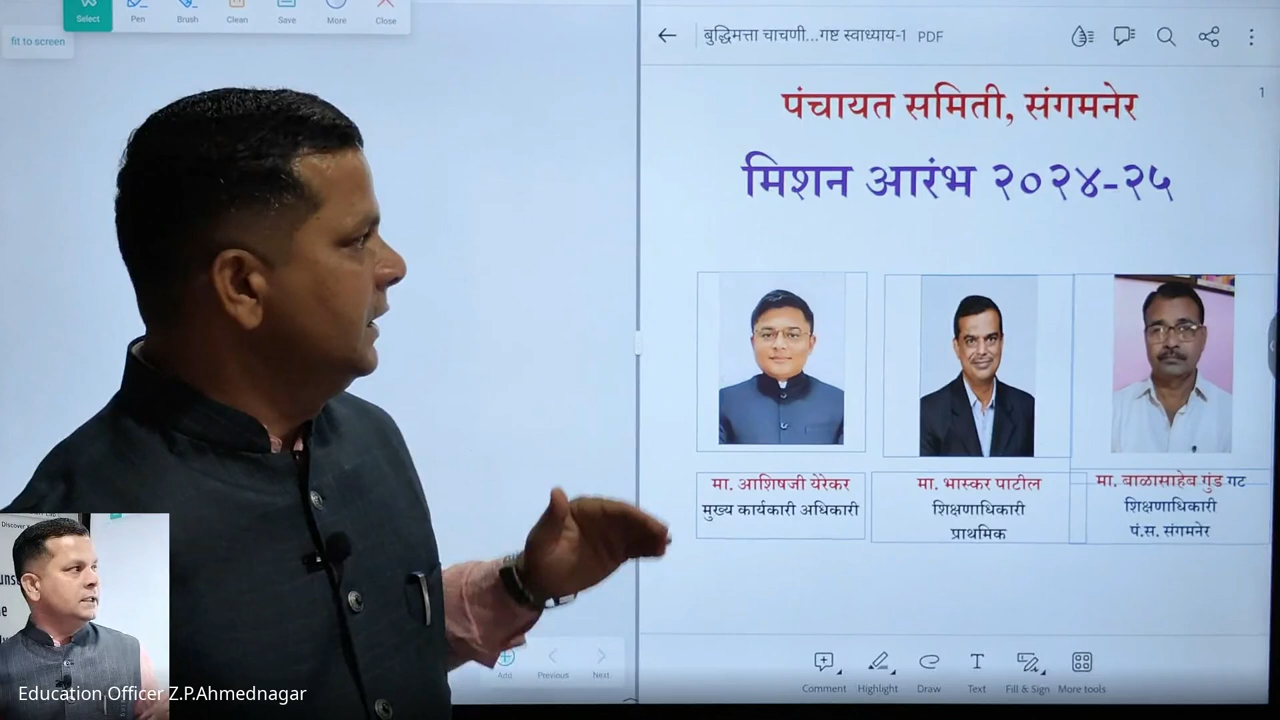 Select
Pen
Brush
Clean
Save
More
Close
fit to screen
बुद्धिमत्ता चाचणी...गष्ट स्वाध्याय-1 PDF
1
पंचायत समिती, संगमनेर
मिशन आरंभ २०२४-२५
मा. आशिषजी येरेकर
मुख्य कार्यकारी अधिकारी
मा. भास्कर पाटील
शिक्षणाधिकारी
प्राथमिक
मा. बाळासाहेब गुंड गट
शिक्षणाधिकारी
पं.स. संगमनेर
Add
Previous
Next
Comment
Highlight
Draw
Text
Fill & Sign
More tools
Discover
Education Officer Z.P.Ahmednagar